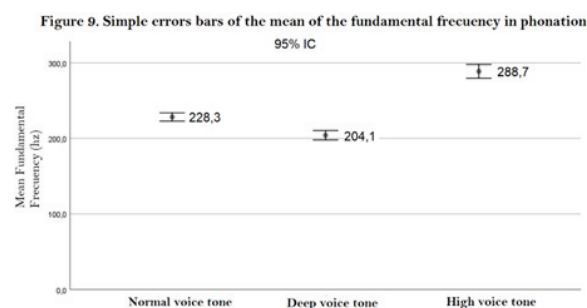 Figure 9. Simple errors bars of the mean of the fundamental frecuency in phonation
95% IC
Mean Fundamental
Frecuency (hz)
300,0
200,0
100,0
0,0
228,3
204,1
288,7
Normal voice tone
Deep voice tone
High voice tone